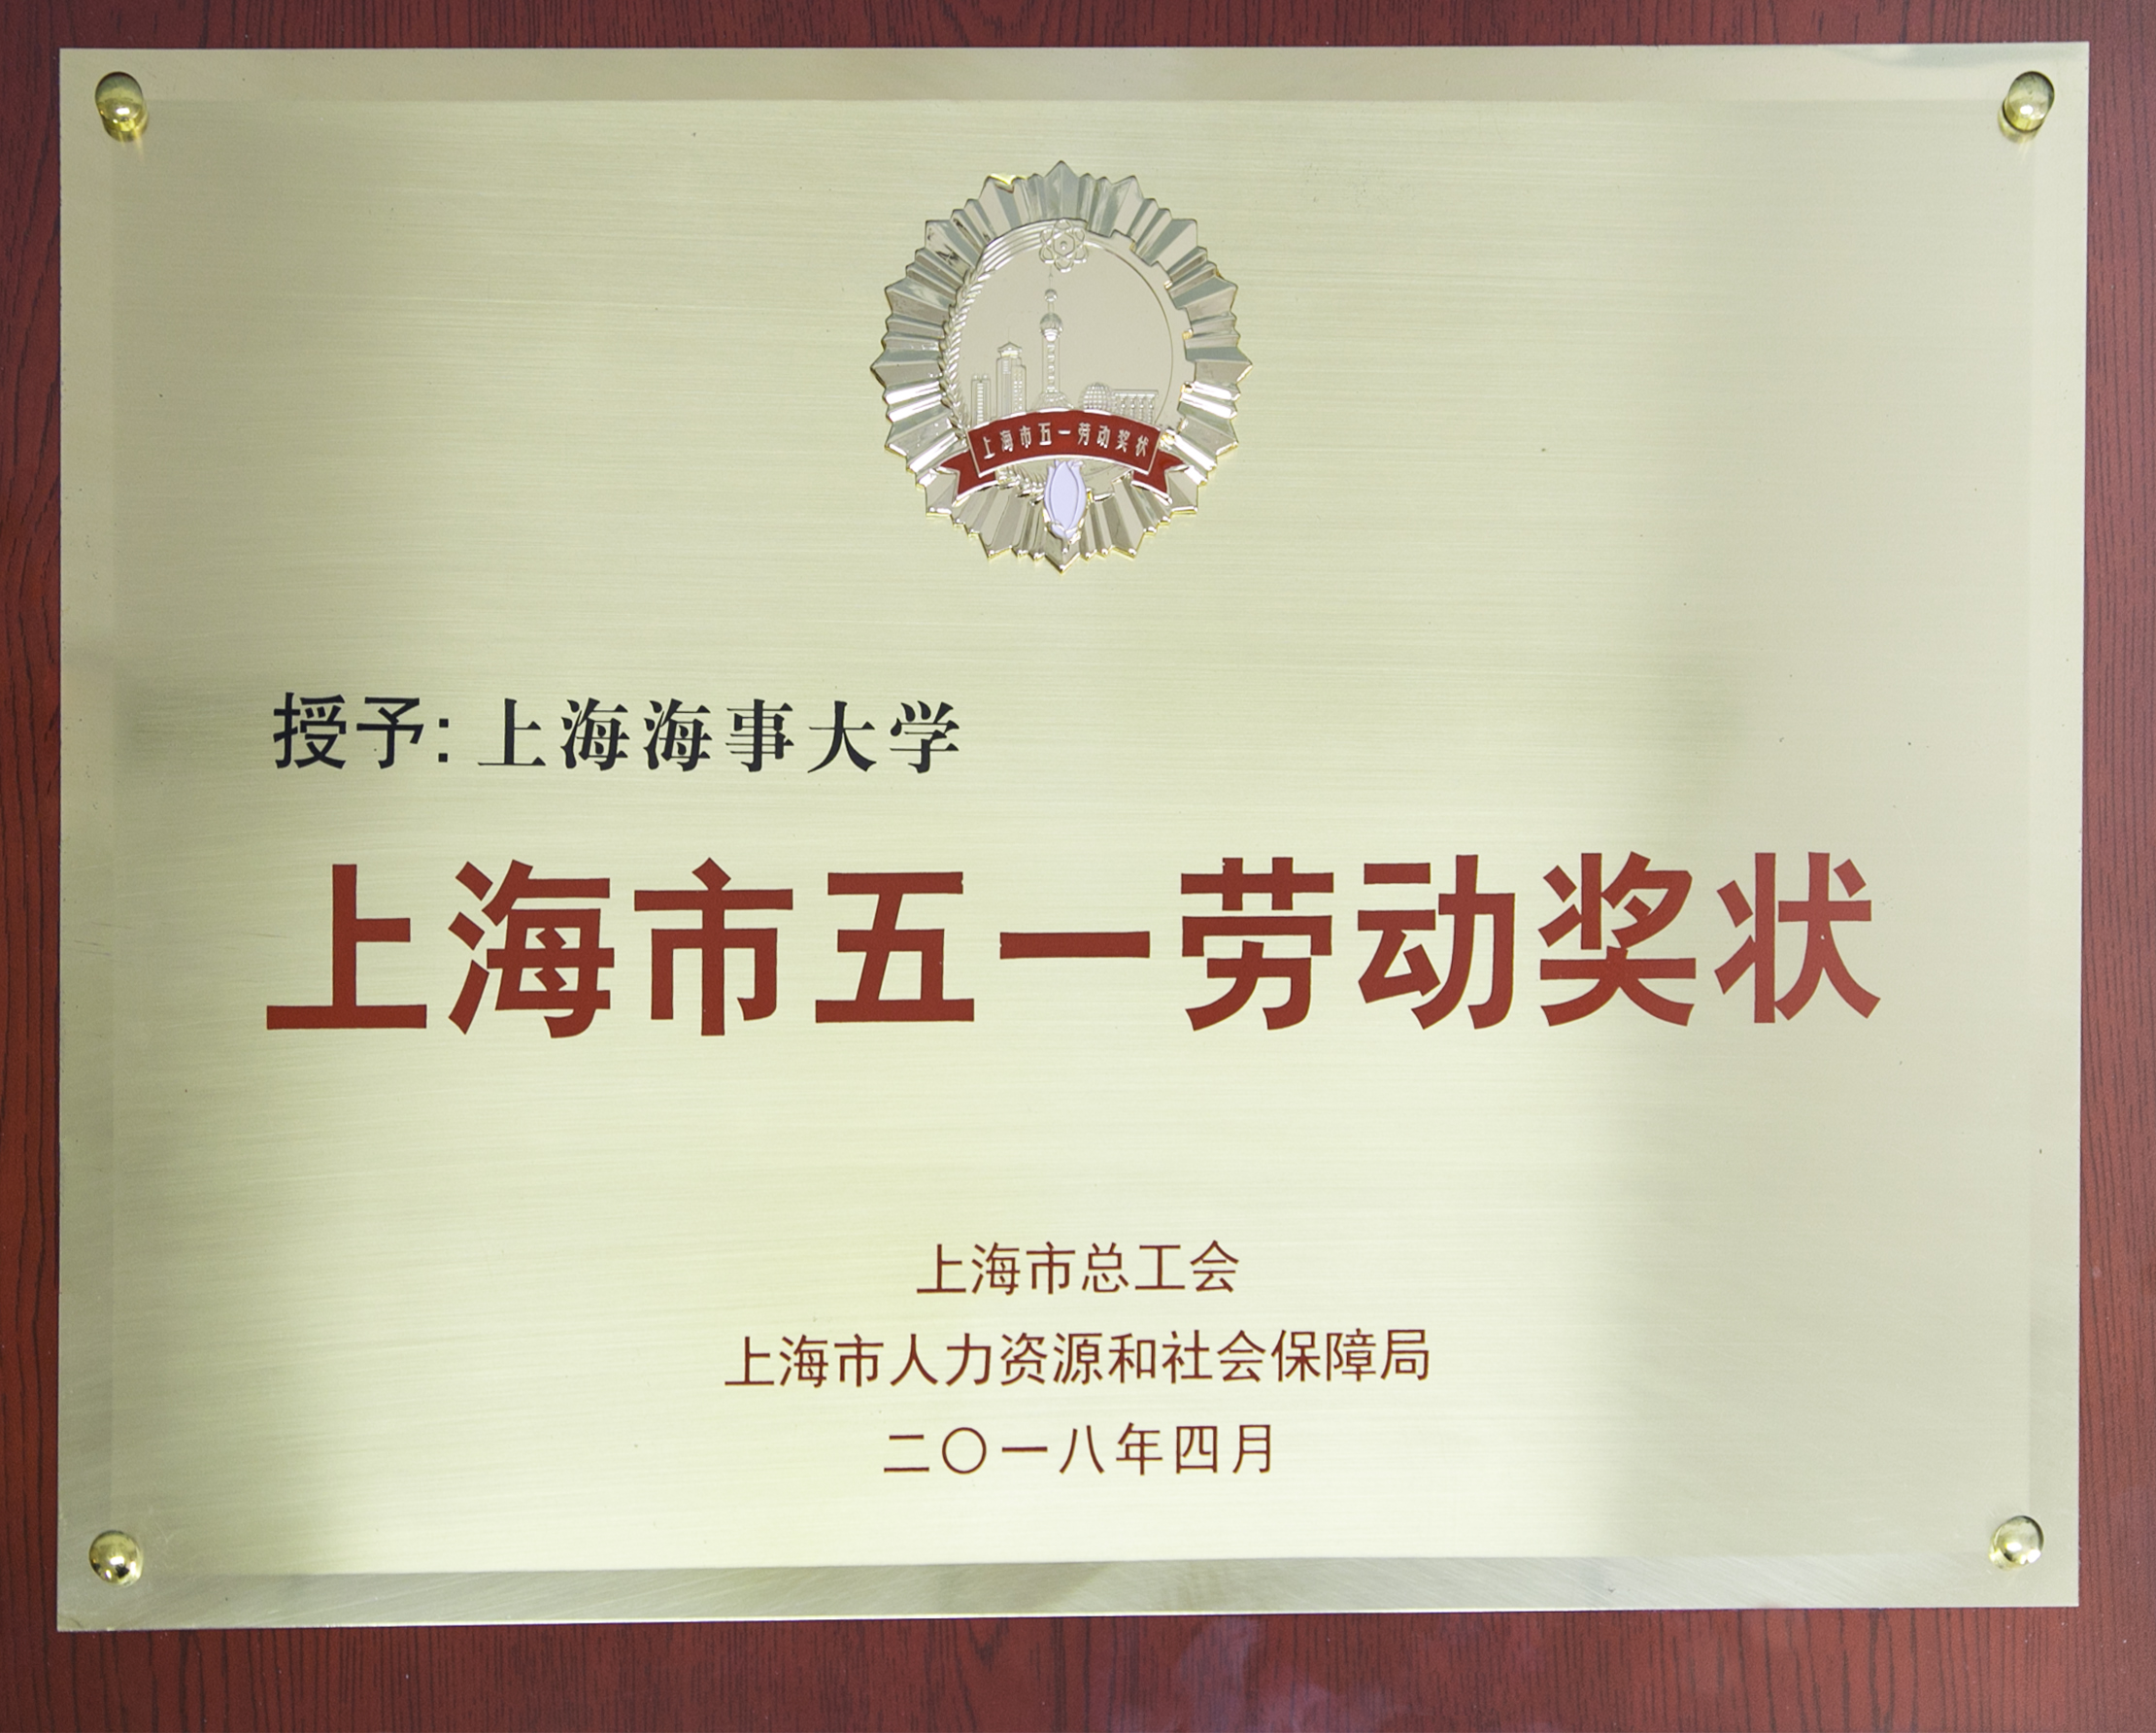 上海市五一劳动奖状
授予：上海海事大学
上海市五一劳动奖状
上海市总工会
上海市人力资源和社会保障局
二〇一八年四月